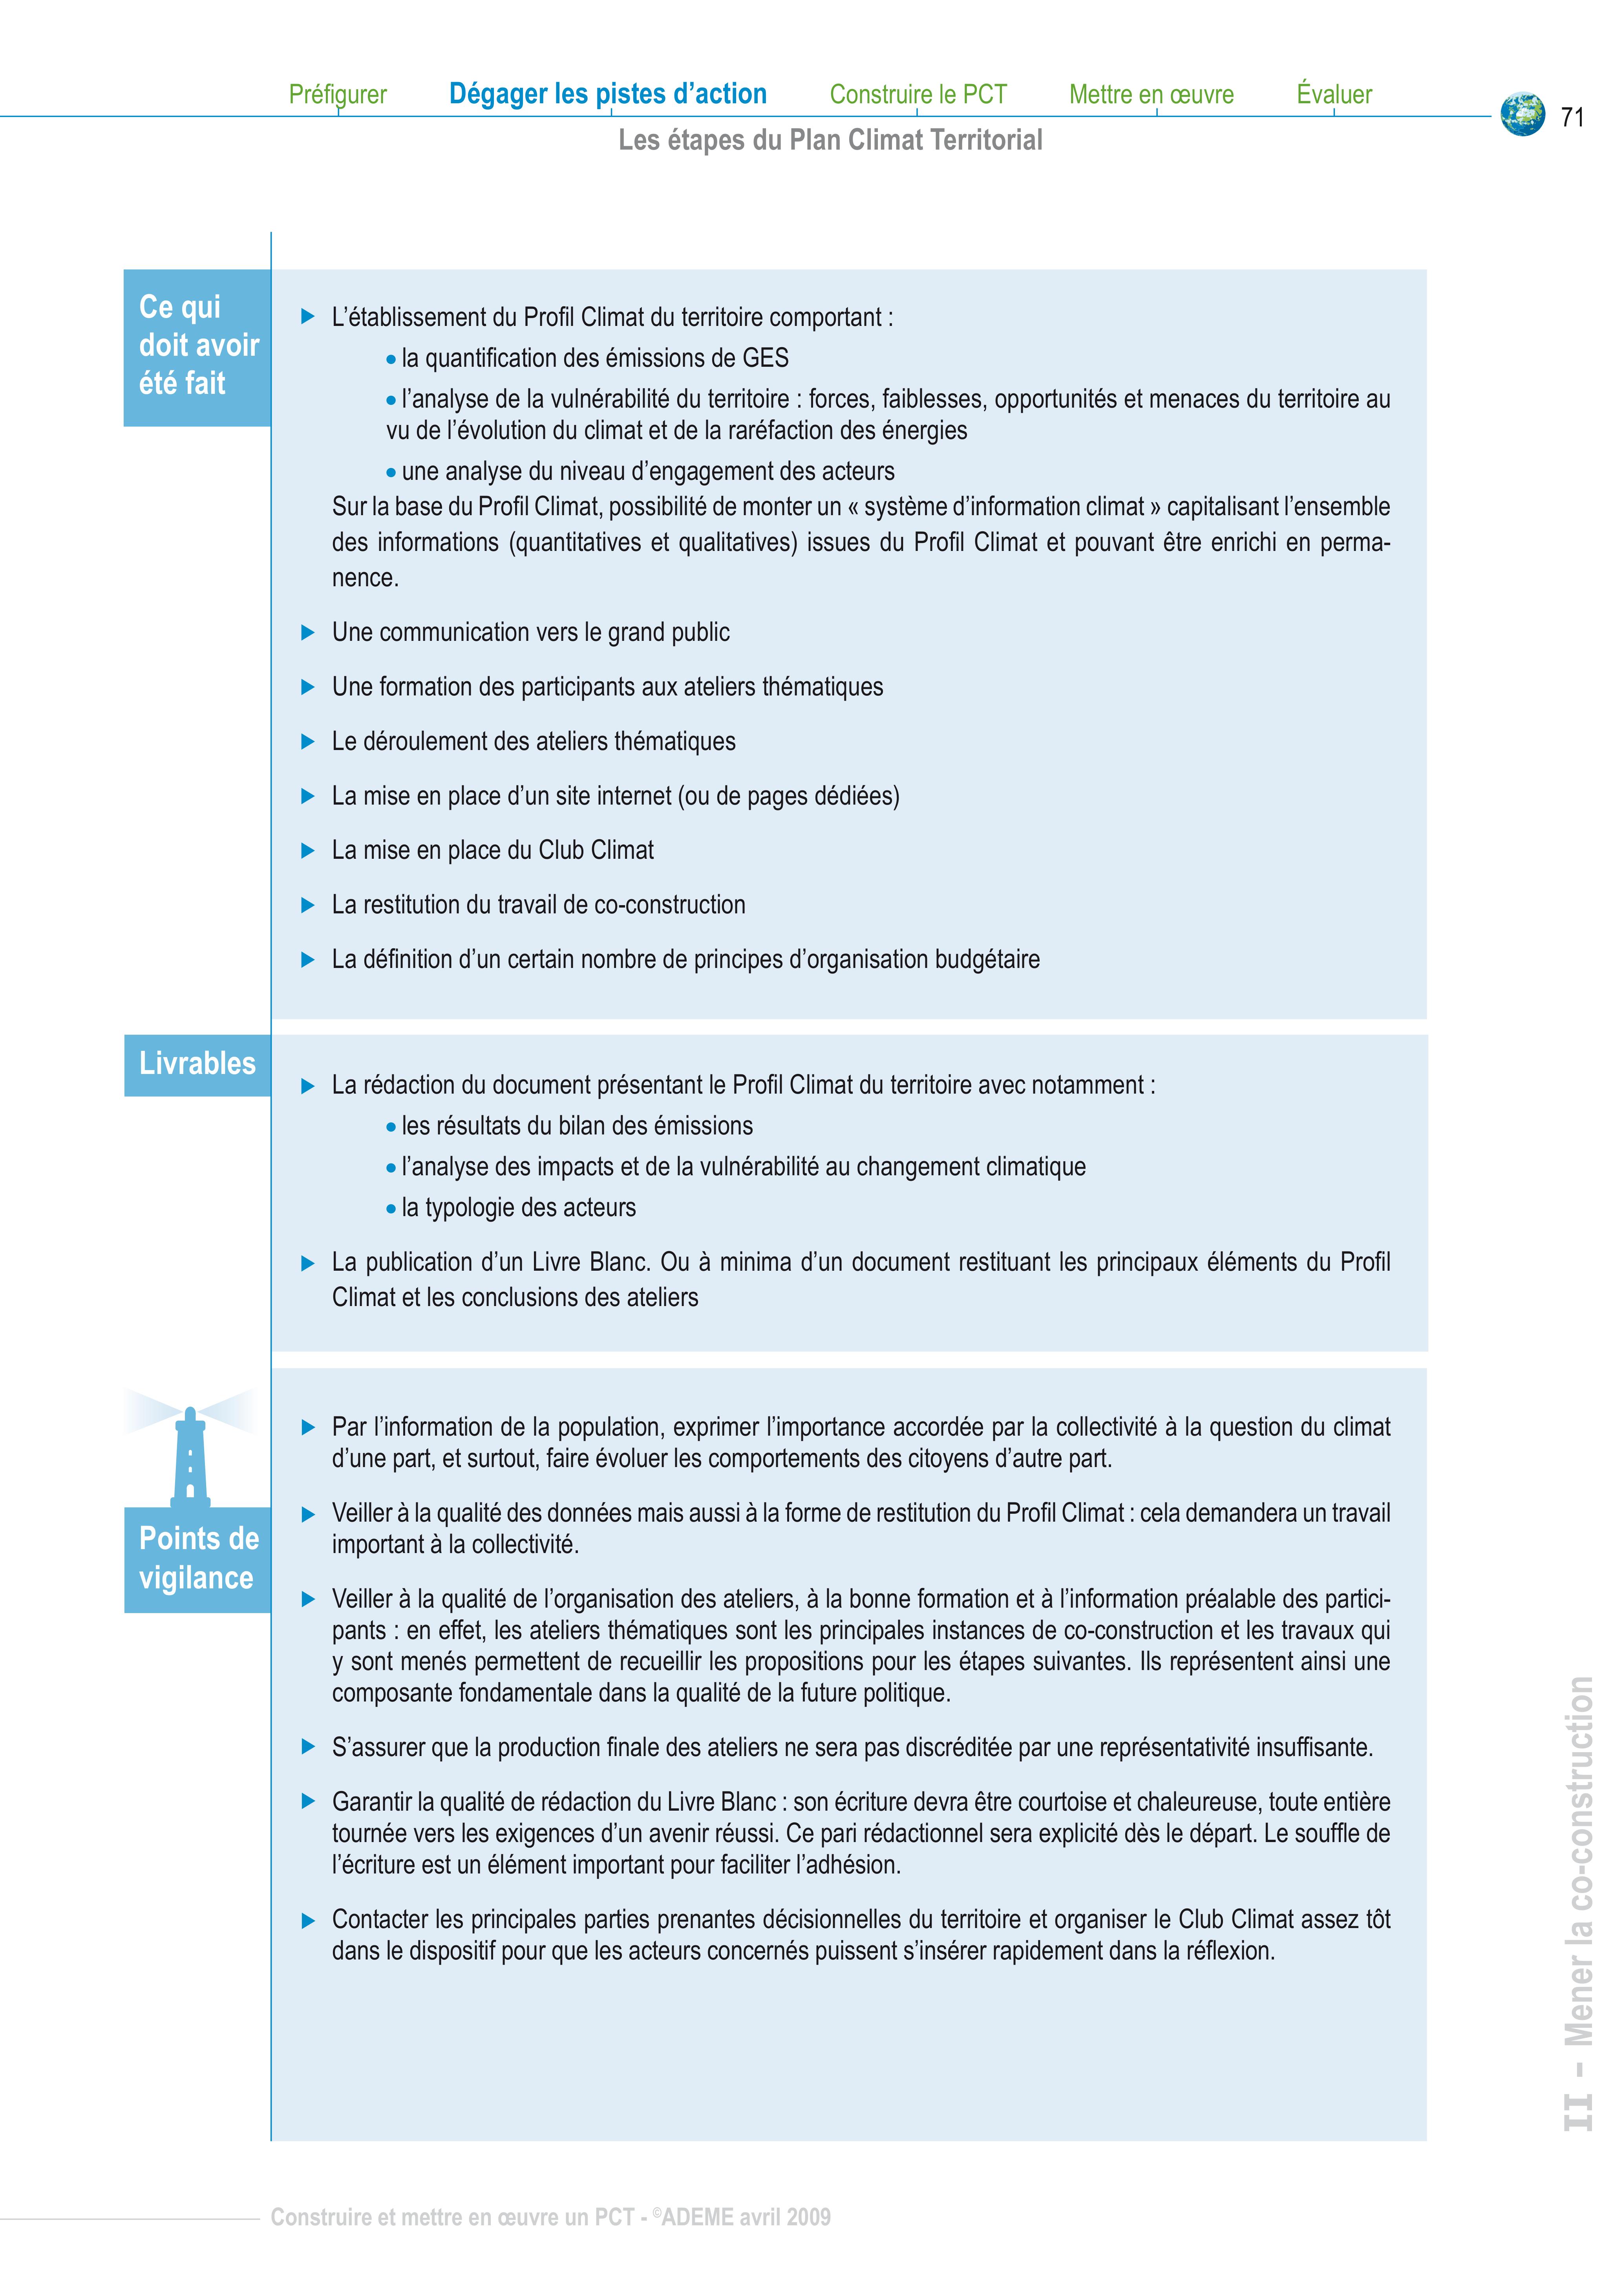 Préfigurer Dégager les pistes d’action Construire le PCT Mettre en œuvre Évaluer
71
Les étapes du Plan Climat Territorial
Ce qui
doit avoir
été fait
L’établissement du Profil Climat du territoire comportant :
• la quantification des émissions de GES
• l’analyse de la vulnérabilité du territoire : forces, faiblesses, opportunités et menaces du territoire au
vu de l’évolution du climat et de la raréfaction des énergies
• une analyse du niveau d’engagement des acteurs
Sur la base du Profil Climat, possibilité de monter un « système d’information climat » capitalisant l’ensemble
des informations (quantitatives et qualitatives) issues du Profil Climat et pouvant être enrichi en perma-
nence.
Une communication vers le grand public
Une formation des participants aux ateliers thématiques
Le déroulement des ateliers thématiques
La mise en place d’un site internet (ou de pages dédiées)
La mise en place du Club Climat
La restitution du travail de co-construction
La définition d’un certain nombre de principes d’organisation budgétaire
Livrables
La rédaction du document présentant le Profil Climat du territoire avec notamment :
• les résultats du bilan des émissions
• l’analyse des impacts et de la vulnérabilité au changement climatique
• la typologie des acteurs
La publication d’un Livre Blanc. Ou à minima d’un document restituant les principaux éléments du Profil
Climat et les conclusions des ateliers
Points de
vigilance
Par l’information de la population, exprimer l’importance accordée par la collectivité à la question du climat
d’une part, et surtout, faire évoluer les comportements des citoyens d’autre part.
Veiller à la qualité des données mais aussi à la forme de restitution du Profil Climat : cela demandera un travail
important à la collectivité.
Veiller à la qualité de l’organisation des ateliers, à la bonne formation et à l’information préalable des partici-
pants : en effet, les ateliers thématiques sont les principales instances de co-construction et les travaux qui
y sont menés permettent de recueillir les propositions pour les étapes suivantes. Ils représentent ainsi une
composante fondamentale dans la qualité de la future politique.
S’assurer que la production finale des ateliers ne sera pas discréditée par une représentativité insuffisante.
Garantir la qualité de rédaction du Livre Blanc : son écriture devra être courtoise et chaleureuse, toute entière
tournée vers les exigences d’un avenir réussi. Ce pari rédactionnel sera explicité dès le départ. Le souffle de
l’écriture est un élément important pour faciliter l’adhésion.
Contacter les principales parties prenantes décisionnelles du territoire et organiser le Club Climat assez tôt
dans le dispositif pour que les acteurs concernés puissent s’insérer rapidement dans la réflexion.
II - Mener la co-construction
Construire et mettre en œuvre un PCT - ©ADEME avril 2009